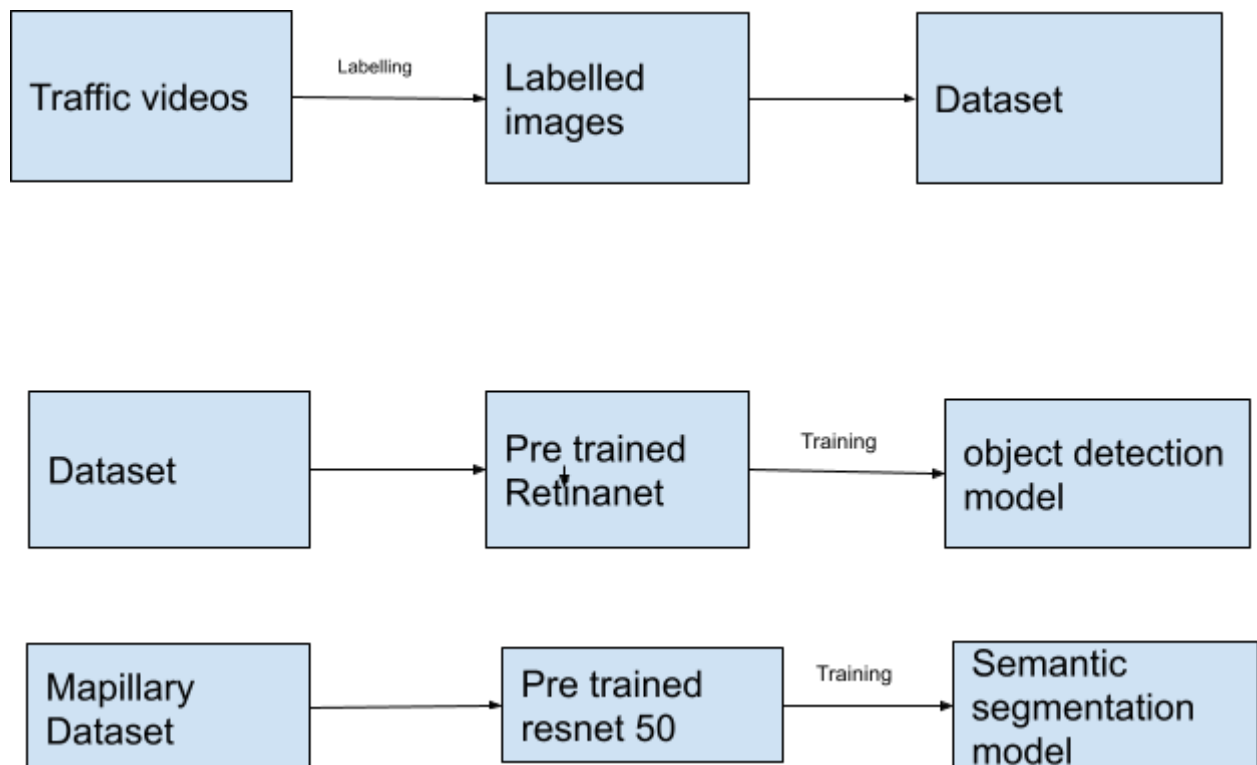 Traffic videos
Labelling
Labelled
images
Dataset
Dataset
Pre trained
Retinanet
Training
object detection
model
Mapillary
Dataset
Pre trained
resnet 50
Training
Semantic
segmentation
model